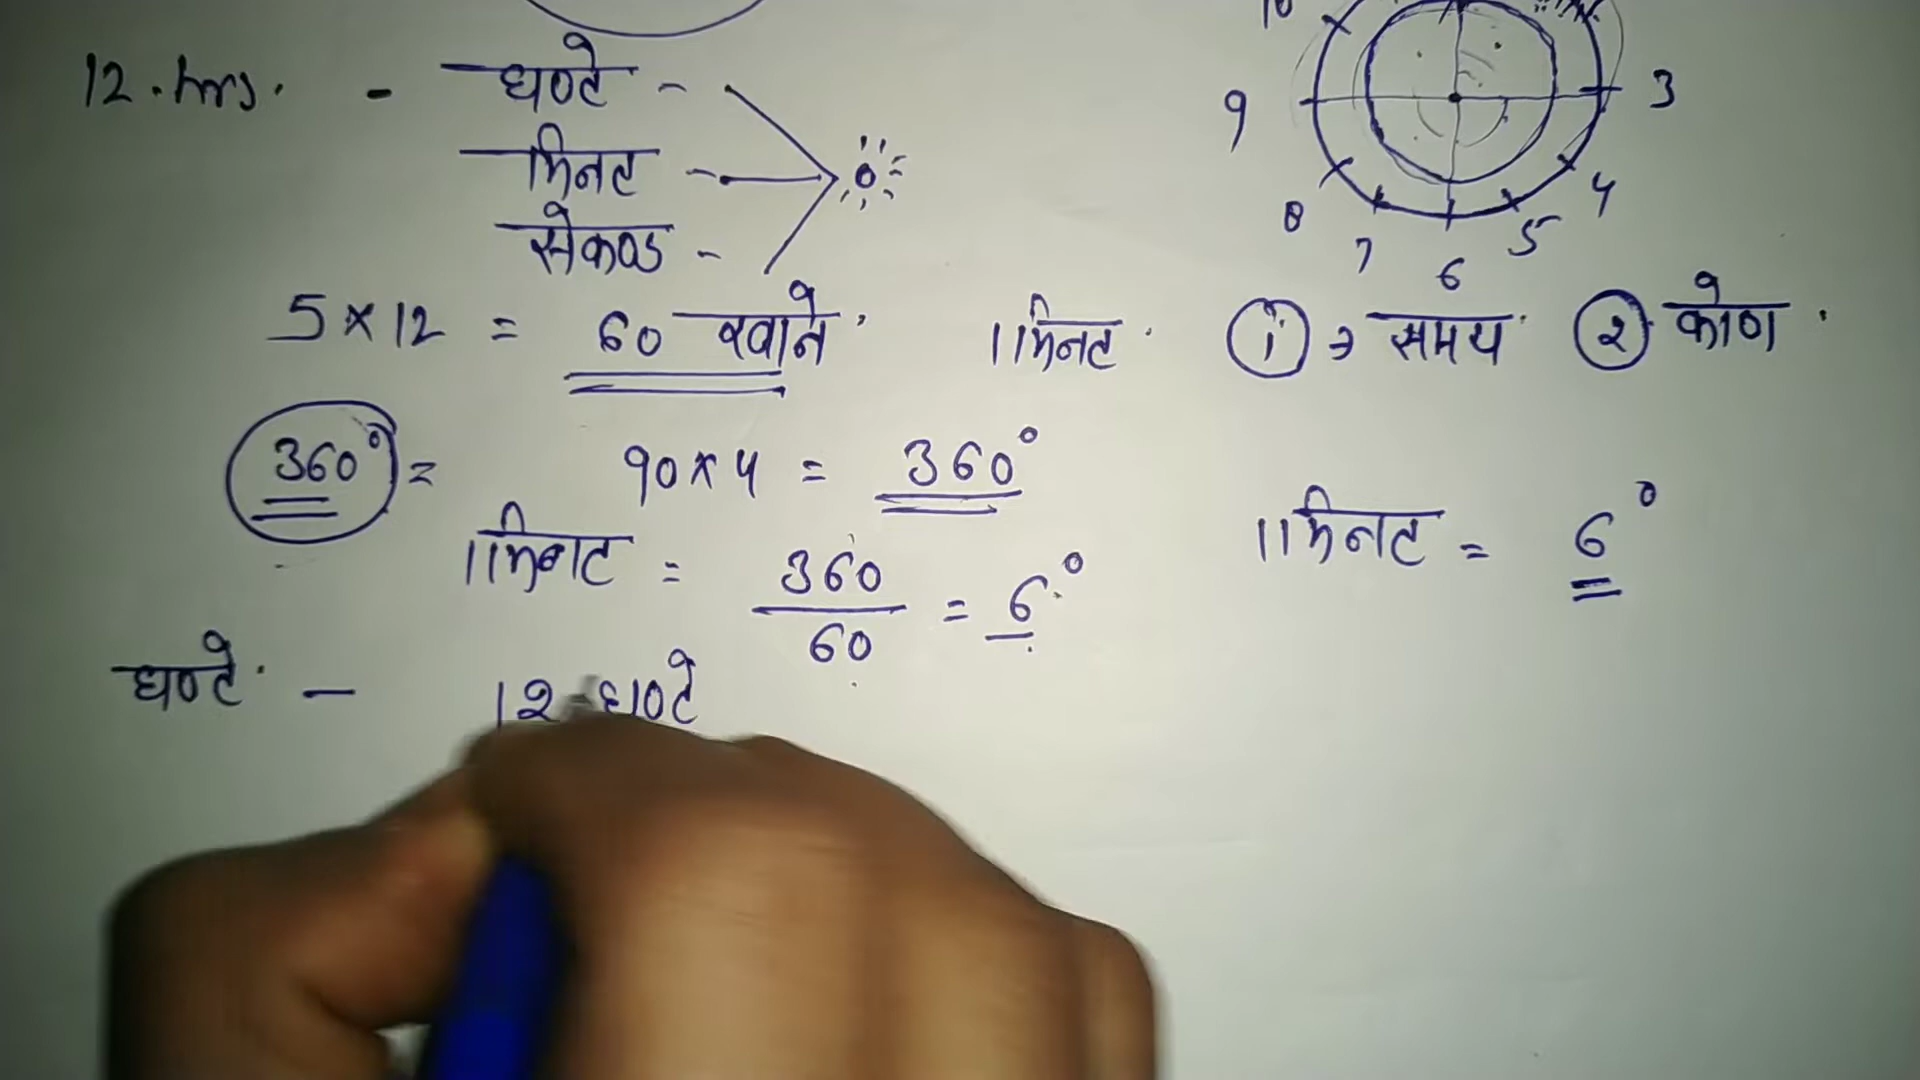 10
12. hrs. - घण्टे -
मिनट -
सेकण्ड -
9
3
8
7
6
5
4
5 × 12 = 60 खाने,
1 मिनट.
① → समय ② कोण.
360° =
90 × 4 = 360°
1 मिनट = 360/60 = 6°
1 मिनट = 6°
घण्टे. - 12 घण्टे